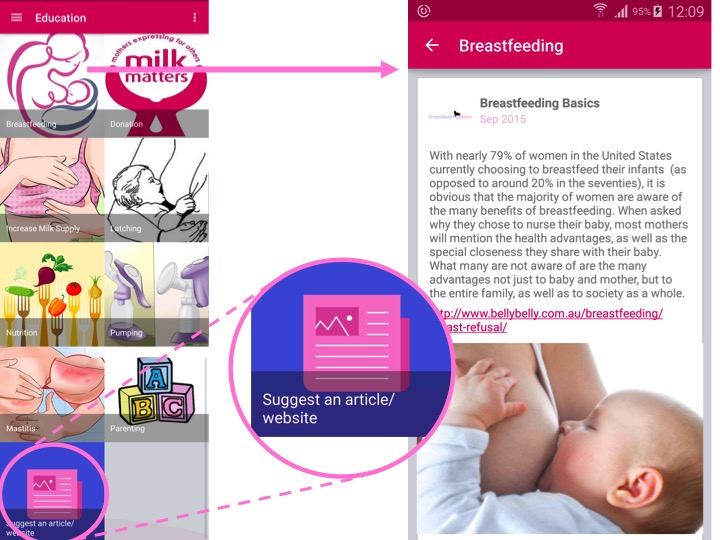 Education
mothers expressing for others
milk
matters
Breastfeeding
Donation
Increase Milk Supply
Latching
Nutrition
Pumping
A
B C
Mastitis
Parenting
Suggest an article/
website
Suggest an article/
website
95%
12:09
Breastfeeding
Breastfeeding Basics
Sep 2015
With nearly 79% of women in the United States
currently choosing to breastfeed their infants (as
opposed to around 20% in the seventies), it is
obvious that the majority of women are aware of
the many benefits of breastfeeding. When asked
why they chose to nurse their baby, most mothers
will mention the health advantages, as well as the
special closeness they share with their baby.
What many are not aware of are the many
advantages not just to baby and mother, but to
the entire family, as well as to society as a whole.
tp://www.bellybelly.com.au/breastfeeding/
ast-refusal/